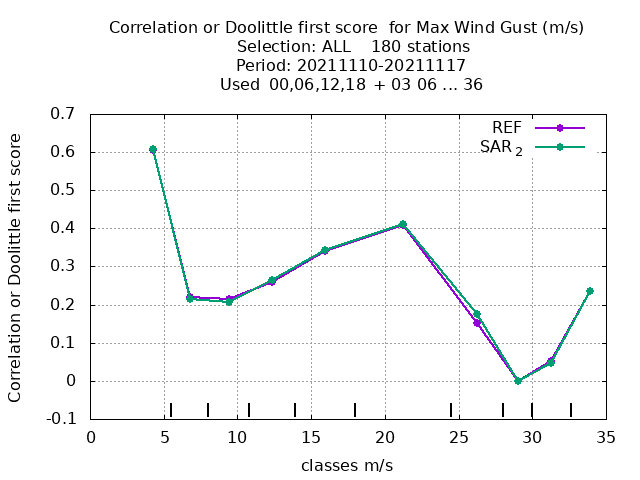 Correlation or Doolittle first score  for Max Wind Gust (m/s)
Selection: ALL    180 stations
Period: 20211110-20211117
Used  00,06,12,18  + 03 06 ... 36
REF
SAR 2
0.7
0.6
0.5
0.4
0.3
0.2
0.1
0
-0.1
Correlation or Doolittle first score
0 5 10 15 20 25 30 35
classes m/s